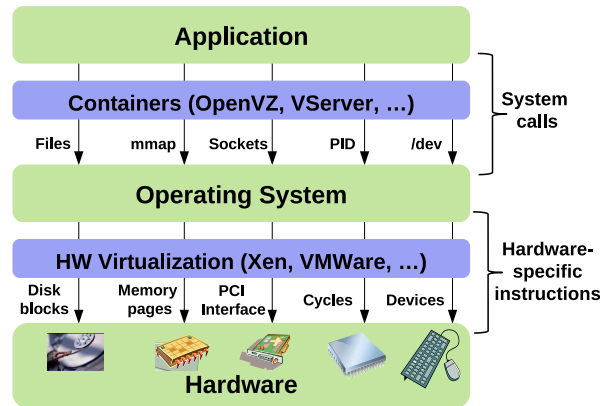 Application
Containers (OpenVZ, VServer, …)
System
calls
Files mmap Sockets PID /dev
Operating System
HW Virtualization (Xen, VMWare, …)
Hardware-
specific
instructions
Disk
blocks
Memory
pages
PCI
Interface
Cycles
Devices
Hardware